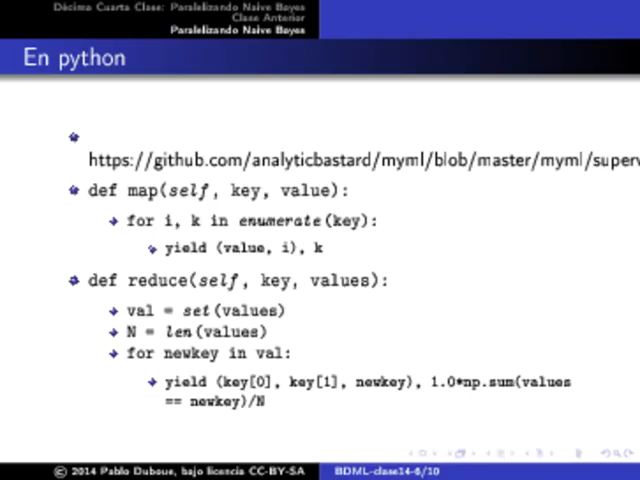 Décima Cuarta Clase: Paralelizando Naive Bayes
Clase Anterior
Paralelizando Naive Bayes
En python
https://github.com/analyticbastard/myml/blob/master/myml/superv
def map(self, key, value):
for i, k in enumerate(key):
yield (value, i), k
def reduce(self, key, values):
val = set(values)
N = len(values)
for newkey in val:
yield (key[0], key[1], newkey), 1.0*np.sum(values
== newkey)/N
© 2014 Pablo Duboue, bajo licencia CC-BY-SA
BDML-clase14-6/10